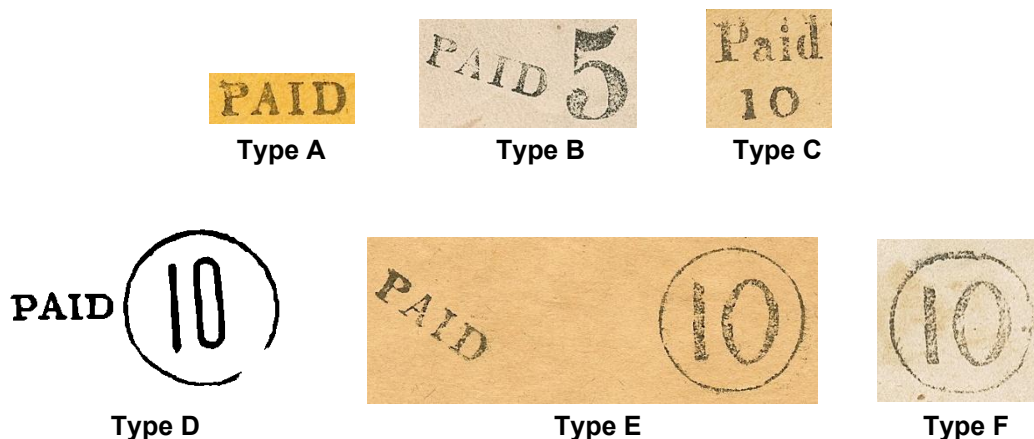 PAID
PAID 5
Paid
10
Type A
Type B
Type C
PAID 10
PAID 10
10
Type D
Type E
Type F